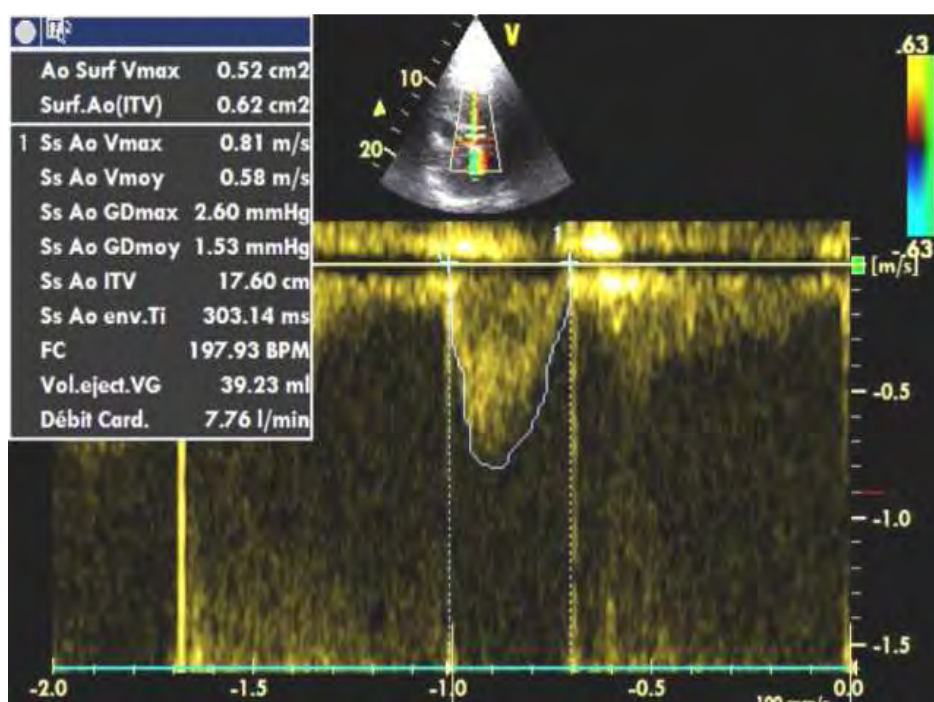 Ao Surf Vmax 0.52 cm2
Surf.Ao(ITV) 0.62 cm2
1 Ss Ao Vmax 0.81 m/s
Ss Ao Vmoy 0.58 m/s
Ss Ao GDmax 2.60 mmHg
Ss Ao GDmoy 1.53 mmHg
Ss Ao ITV 17.60 cm
Ss Ao env.Ti 303.14 ms
FC 197.93 BPM
Vol.eject.VG 39.23 ml
Débit Card. 7.76 l/min
V
10
20
.63
-.63
1
[m/s]
-0.5
-1.0
-1.5
-2.0 -1.5 -1.0 -0.5 0.0